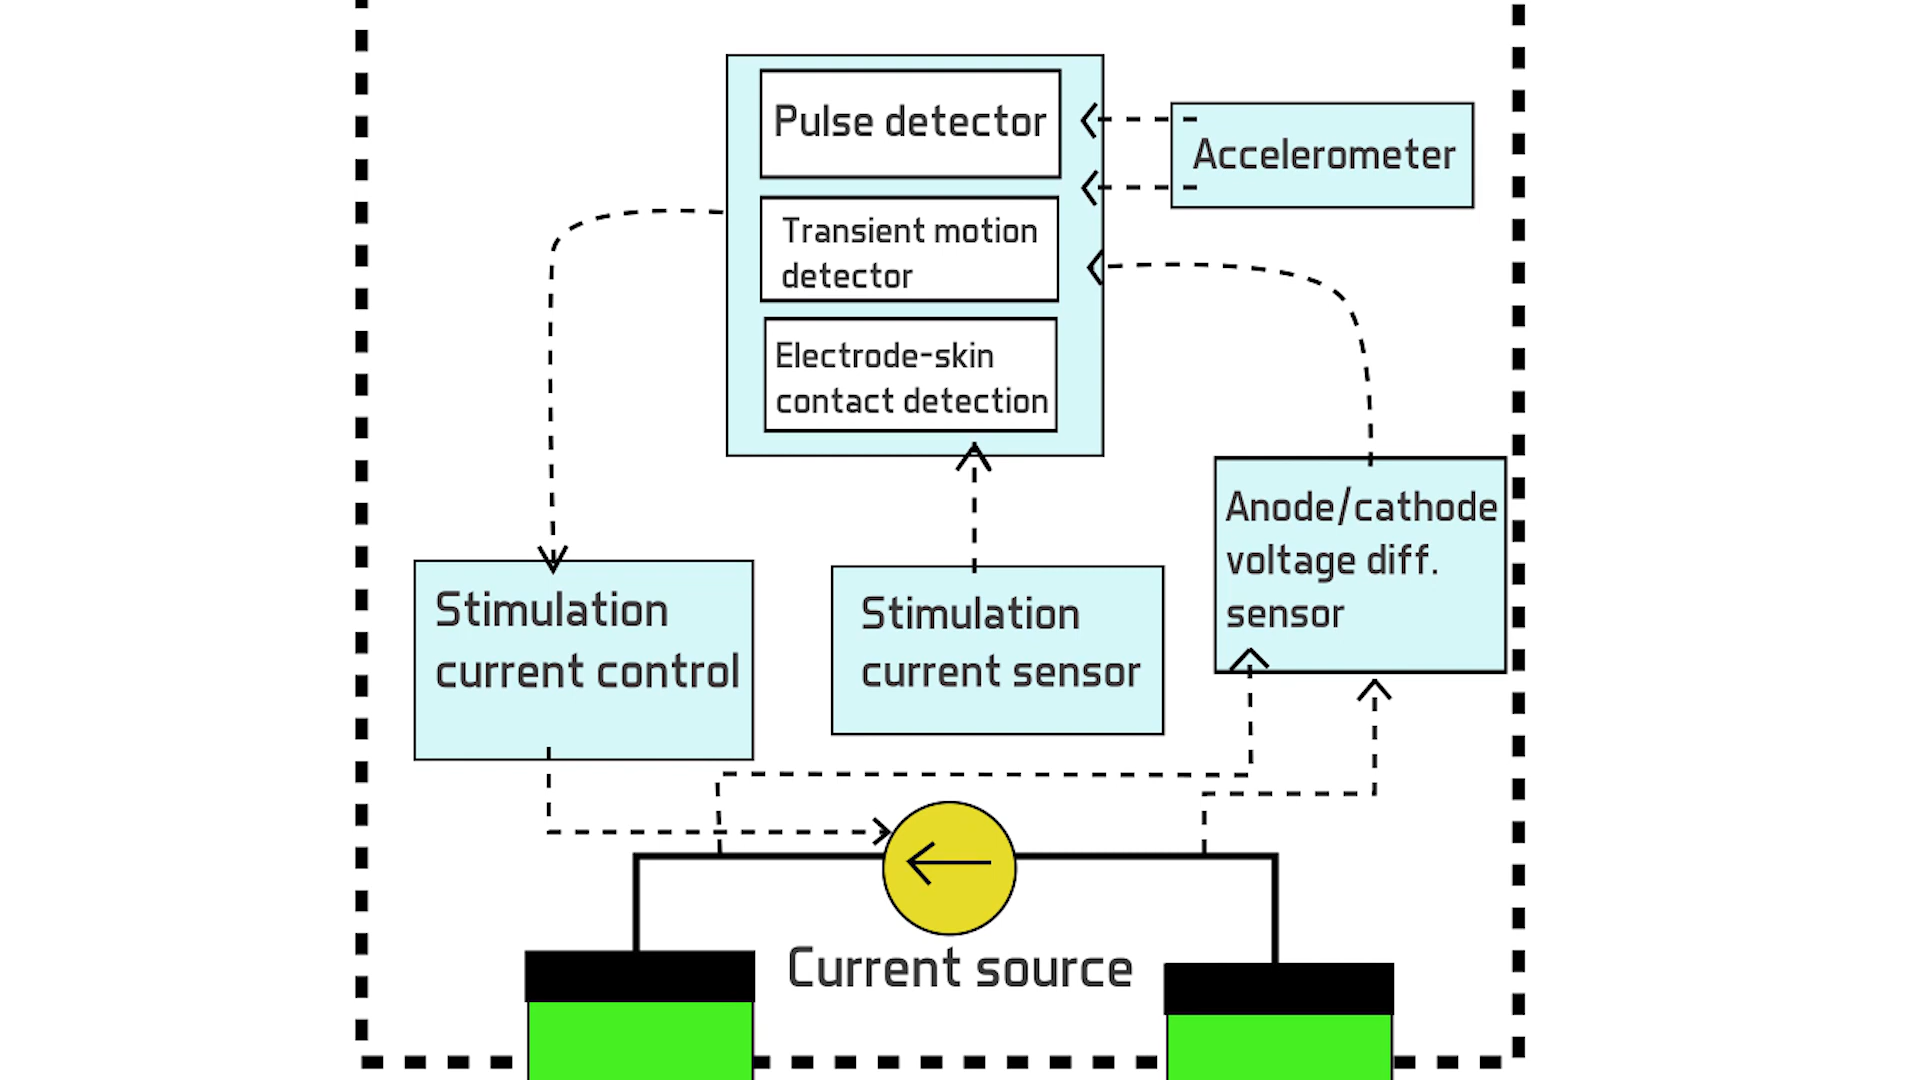 Pulse detector
Accelerometer
Transient motion
detector
Electrode-skin
contact detection
Anode/cathode
voltage diff.
sensor
Stimulation
current control
Stimulation
current sensor
Current source